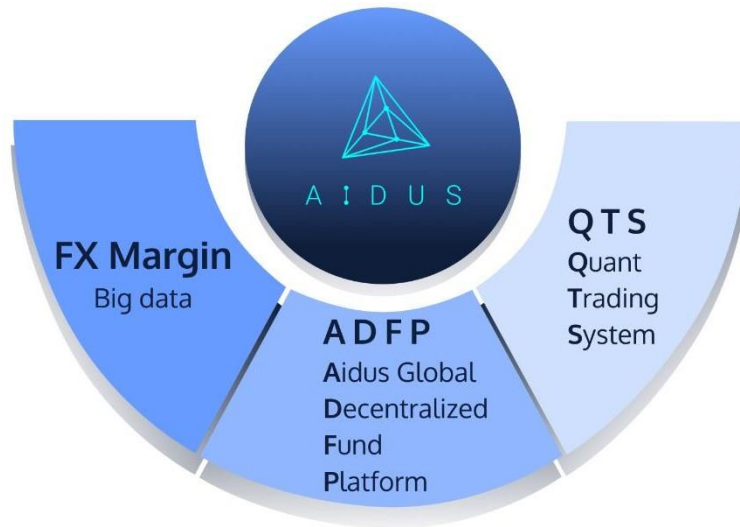 AIDUS
FX Margin
Big data
ADFP
Aidus Global
Decentralized
Fund
Platform
QTS
Quant
Trading
System